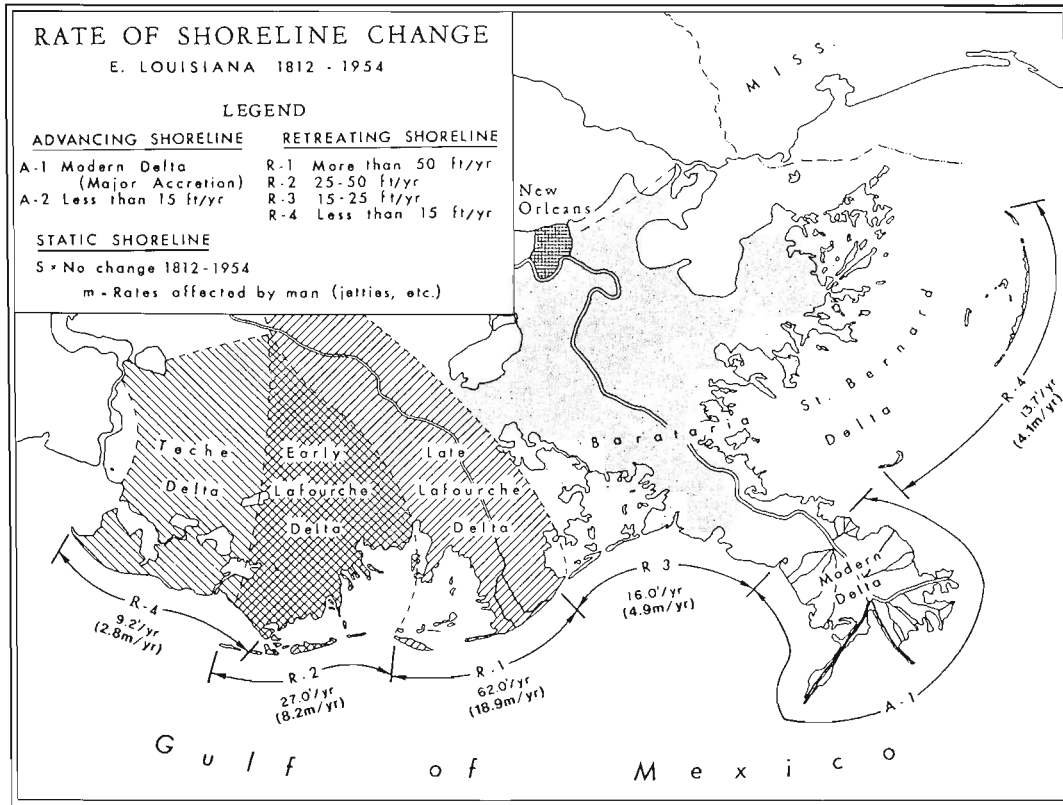 RATE OF SHORELINE CHANGE
E. LOUISIANA 1812 - 1954
LEGEND
ADVANCING SHORELINE
A-1 Modern Delta
(Major Accretion)
A-2 Less than 15 ft/yr
RETREATING SHORELINE
R-1 More than 50 ft/yr
R-2 25-50 ft/yr
R-3 15-25 ft/yr
R-4 Less than 15 ft/yr
STATIC SHORELINE
S = No change 1812-1954
m - Rates affected by man (jetties, etc.)
MISS.
New
Orleans
St. Bernard
Delta
R-4
13.7'/yr
(4.1m/yr)
Barataria
Teche
Delta
Early
Lafourche
Delta
Late
Lafourche
Delta
Modern
Delta
R-4
9.2'/yr
(2.8m/yr)
R-2
27.0'/yr
(8.2m/yr)
R-1
62.0'/yr
(18.9m/yr)
R-3
16.0'/yr
(4.9m/yr)
A-1
Gulf of Mexico